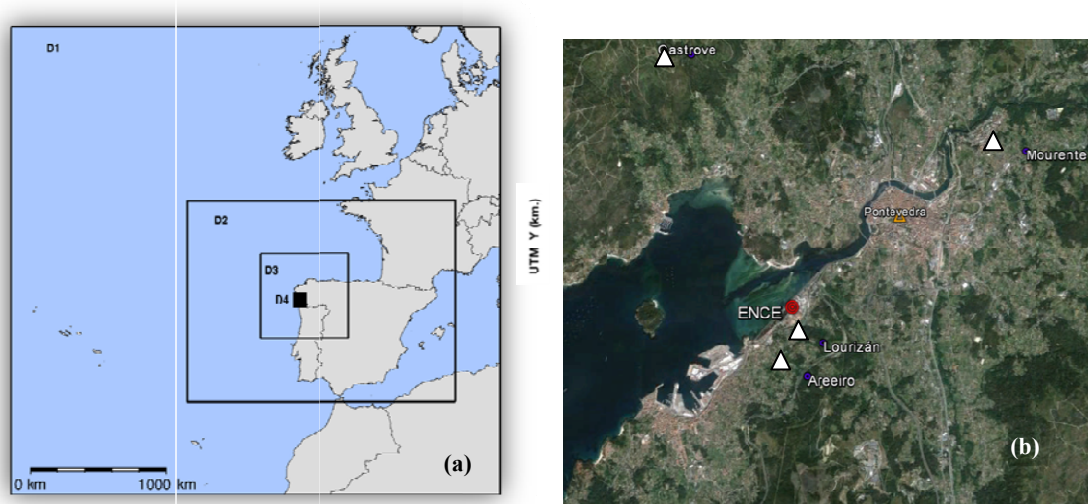 D1
D2
D3
D4
0 km
1000 km
(a)
UTM Y (km.)
Castrove
Mourente
Pontevedra
ENCE
Lourizán
Areeiro
(b)